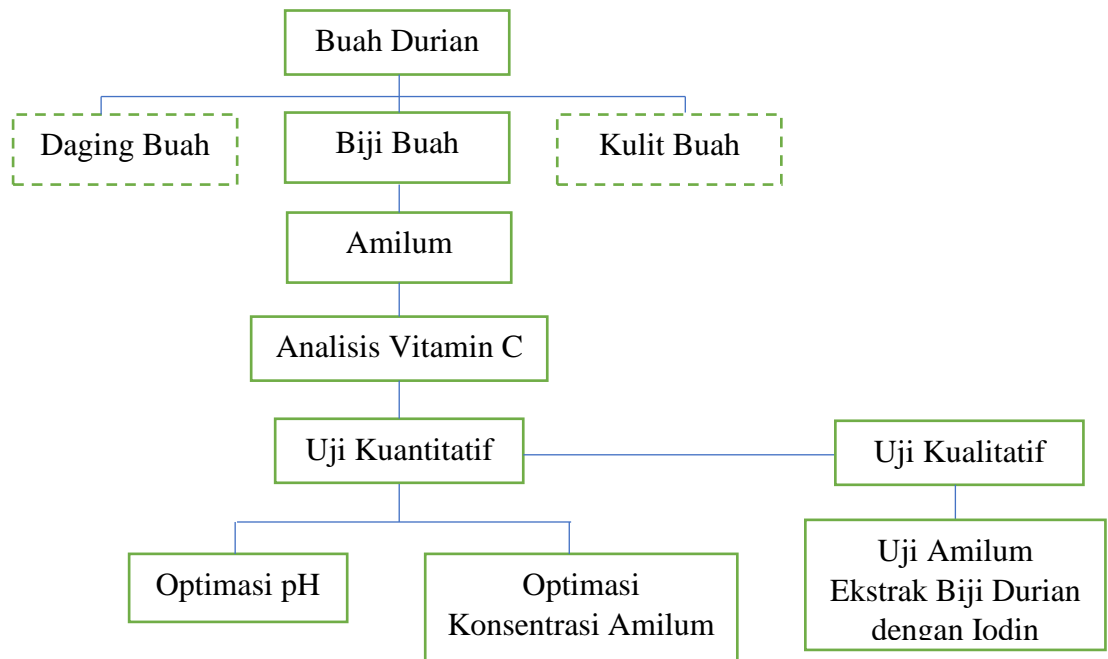 Buah Durian
Daging Buah
Biji Buah
Kulit Buah
Amilum
Analisis Vitamin C
Uji Kuantitatif
Uji Kualitatif
Optimasi pH
Optimasi
Konsentrasi Amilum
Uji Amilum
Ekstrak Biji Durian
dengan Iodin